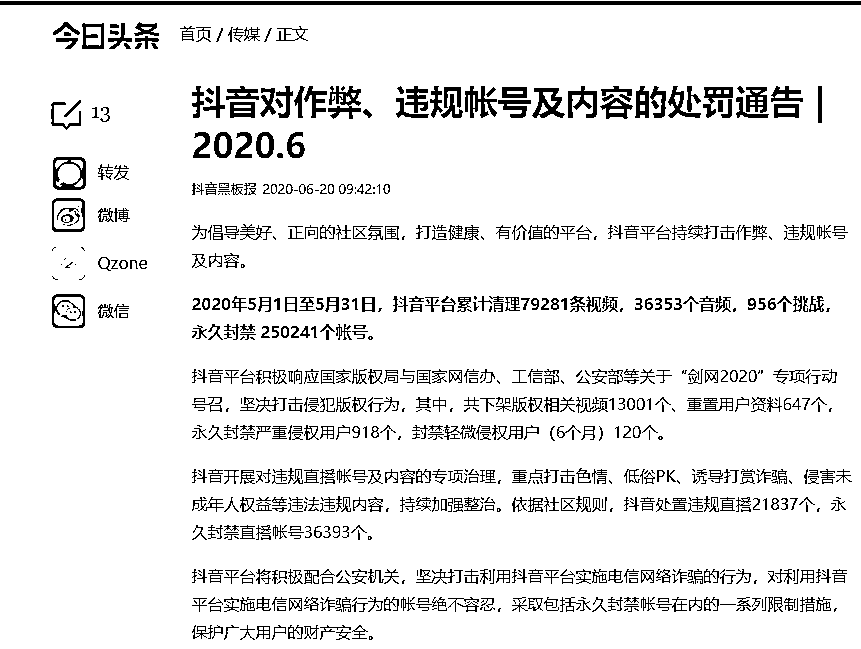 今日头条 首页 / 传媒 / 正文
13
转发
微博
Qzone
微信
抖音对作弊、违规帐号及内容的处罚通告 |
2020.6
抖音黑板报 2020-06-20 09:42:10
为倡导美好、正向的社区氛围，打造健康、有价值的平台，抖音平台持续打击作弊、违规帐号
及内容。
2020年5月1日至5月31日，抖音平台累计清理79281条视频，36353个音频，956个挑战，
永久封禁 250241个帐号。
抖音平台积极响应国家版权局与国家网信办、工信部、公安部等关于“剑网2020”专项行动
号召，坚决打击侵犯版权行为，其中，共下架版权相关视频13001个、重置用户资料647个，
永久封禁严重侵权用户918个，封禁轻微侵权用户（6个月）120个。
抖音开展对违规直播帐号及内容的专项治理，重点打击色情、低俗PK、诱导打赏诈骗、侵害未
成年人权益等违法违规内容，持续加强整治。依据社区规则，抖音处置违规直播21837个，永
久封禁直播帐号36393个。
抖音平台将积极配合公安机关，坚决打击利用抖音平台实施电信网络诈骗的行为，对利用抖音
平台实施电信网络诈骗行为的帐号绝不容忍，采取包括永久封禁帐号在内的一系列限制措施，
保护广大用户的财产安全。